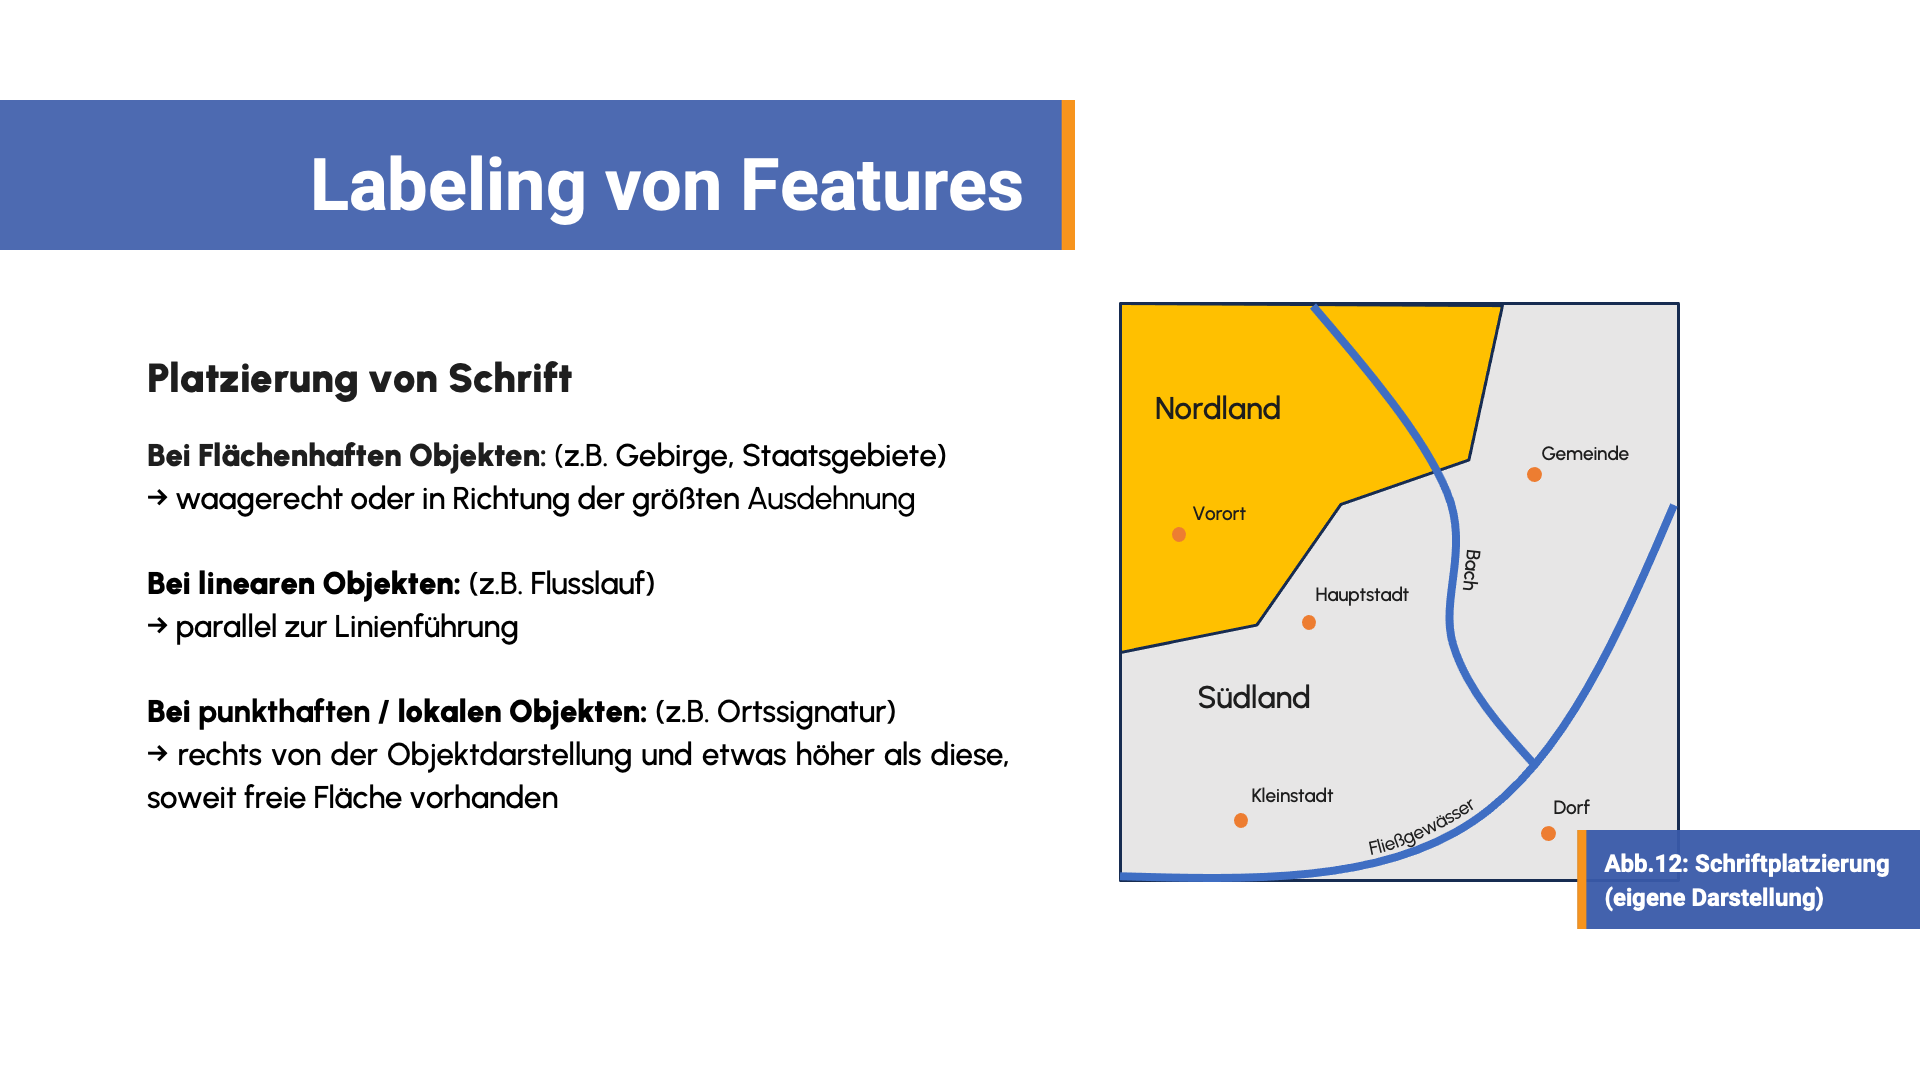 Labeling von Features
Platzierung von Schrift
Bei Flächenhaften Objekten: (z.B. Gebirge, Staatsgebiete)
→ waagerecht oder in Richtung der größten Ausdehnung
Bei linearen Objekten: (z.B. Flusslauf)
→ parallel zur Linienführung
Bei punkthaften / lokalen Objekten: (z.B. Ortssignatur)
→ rechts von der Objektdarstellung und etwas höher als diese,
soweit freie Fläche vorhanden
Nordland
Gemeinde
Vorort
Bach
Hauptstadt
Südland
Kleinstadt
Fließgewässer
Dorf
Abb.12: Schriftplatzierung
(eigene Darstellung)